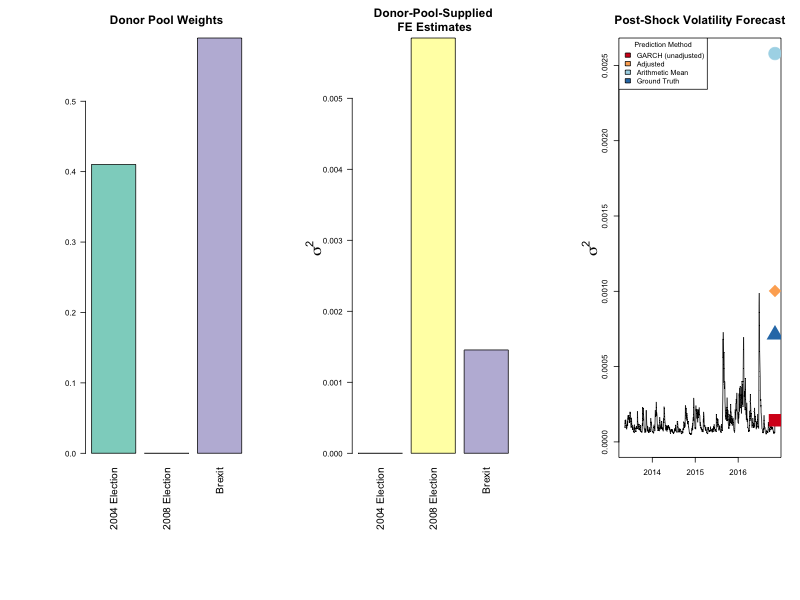 Donor Pool Weights
0.5
0.4
0.3
0.2
0.1
0.0
2004 Election
2008 Election
Brexit
Donor-Pool-Supplied
FE Estimates
σ2
0.005
0.004
0.003
0.002
0.001
0.000
2004 Election
2008 Election
Brexit
Post-Shock Volatility Forecast
Prediction Method
GARCH (unadjusted)
Adjusted
Arithmetic Mean
Ground Truth
σ2
0.0025
0.0020
0.0015
0.0010
0.0005
0.0000
2014
2015
2016